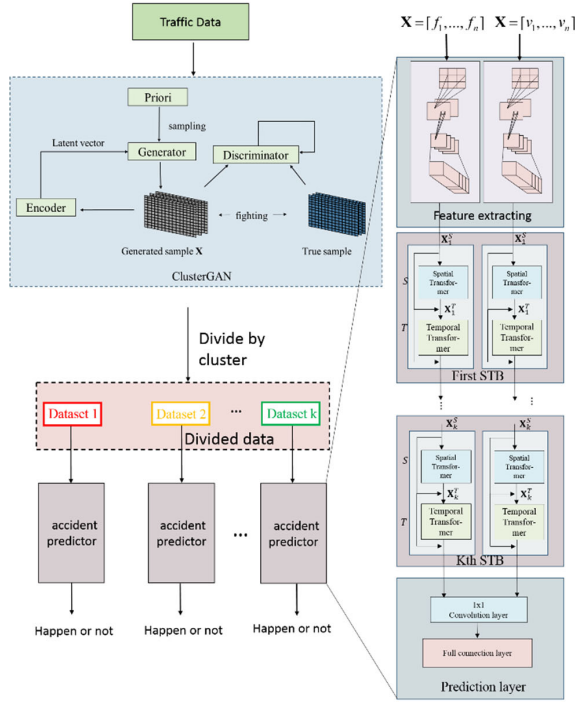 Traffic Data
Priori
sampling
Latent vector
Generator
Discriminator
Encoder
fighting
Generated sample X
True sample
ClusterGAN
Divide by
cluster
Dataset 1
Dataset 2
...
Dataset k
Divided data
accident
predictor
accident
predictor
...
accident
predictor
Happen or not
Happen or not
Happen or not
X = [f₁,...,fₙ]
X = [v₁,...,vₙ]
Feature extracting
X₁ˢ
X₁ˢ
S
Spatial
Transfor-
mer
Spatial
Transfor-
mer
X₁ᵀ
X₁ᵀ
T
Temporal
Transfor-
mer
Temporal
Transfor-
mer
First STB
⋮
⋮
Xₖˢ
Xₖˢ
S
Spatial
Transfor-
mer
Spatial
Transfor-
mer
Xₖᵀ
Xₖᵀ
T
Temporal
Transfor-
mer
Temporal
Transfor-
mer
Kth STB
1x1
Convolution layer
Full connection layer
Prediction layer